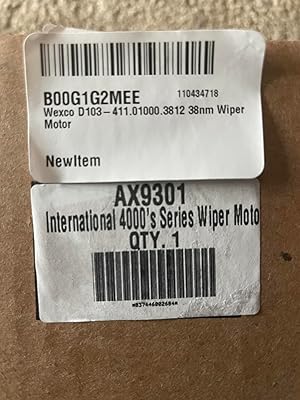 B00G1G2MEE 110434718
Wexco D103-411.01000.3812 38nm Wiper
Motor
NewItem
AX9301
International 4000's Series Wiper Moto
QTY. 1
*837446002684*